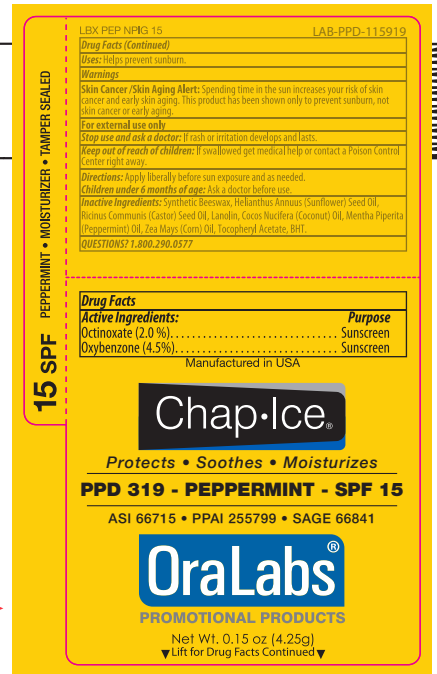 LBX PEP NPIG 15 LAB-PPD-115919
Drug Facts (Continued)
Uses: Helps prevent sunburn.
Warnings
Skin Cancer /Skin Aging Alert: Spending time in the sun increases your risk of skin
cancer and early skin aging. This product has been shown only to prevent sunburn, not
skin cancer or early aging.
For external use only
Stop use and ask a doctor: If rash or irritation develops and lasts.
Keep out of reach of children: If swallowed get medical help or contact a Poison Control
Center right away.
Directions: Apply liberally before sun exposure and as needed.
Children under 6 months of age: Ask a doctor before use.
Inactive Ingredients: Synthetic Beeswax, Helianthus Annuus (Sunflower) Seed Oil,
Ricinus Communis (Castor) Seed Oil, Lanolin, Cocos Nucifera (Coconut) Oil, Mentha Piperita
(Peppermint) Oil, Zea Mays (Corn) Oil, Tocopheryl Acetate, BHT.
QUESTIONS? 1.800.290.0577
15 SPF PEPPERMINT • MOISTURIZER • TAMPER SEALED
Drug Facts
Active Ingredients: Purpose
Octinoxate (2.0 %)............................ Sunscreen
Oxybenzone (4.5%)........................... Sunscreen
Manufactured in USA
Chap•Ice®
Protects • Soothes • Moisturizes
PPD 319 - PEPPERMINT - SPF 15
ASI 66715 • PPAI 255799 • SAGE 66841
OraLabs®
PROMOTIONAL PRODUCTS
Net Wt. 0.15 oz (4.25g)
▼Lift for Drug Facts Continued▼